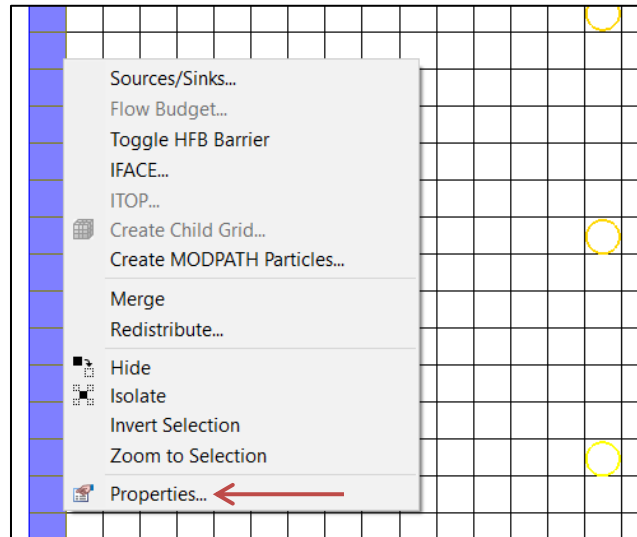 Sources/Sinks...
Flow Budget...
Toggle HFB Barrier
IFACE...
ITOP...
Create Child Grid...
Create MODPATH Particles...
Merge
Redistribute...
Hide
Isolate
Invert Selection
Zoom to Selection
Properties...